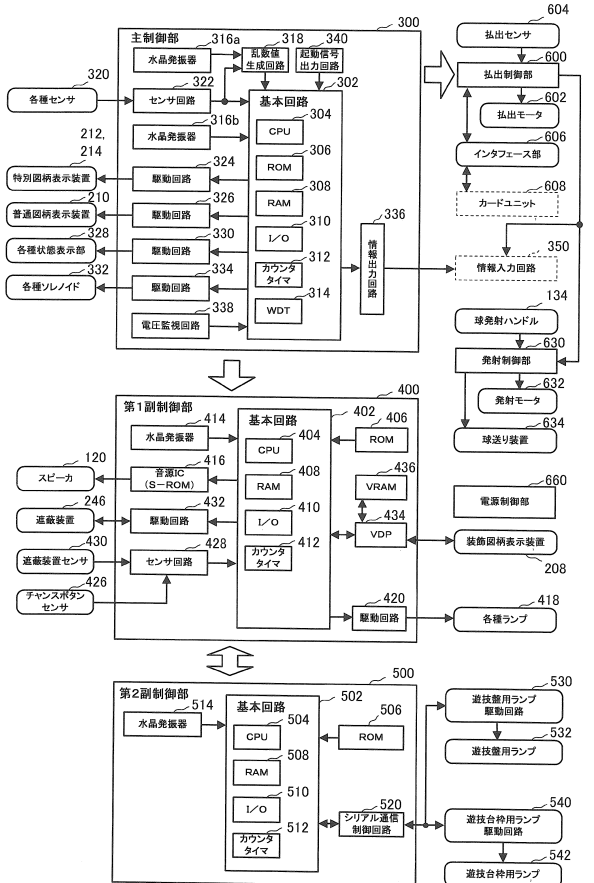 604
300
払出センサ
主制御部
316a
318
340
600
水晶発振器
乱数値
生成回路
起動信号
出力回路
払出制御部
320
322
302
602
各種センサ
センサ回路
基本回路
払出モータ
316b
304
606
水晶発振器
CPU
インタフェース部
212,
214
324
306
608
特別図柄表示装置
駆動回路
ROM
カードユニット
210
326
308
336
普通図柄表示装置
駆動回路
RAM
情報出力回路
328
330
310
350
各種状態表示部
駆動回路
I/O
情報入力回路
332
334
312
各種ソレノイド
駆動回路
カウンタ
タイマ
134
338
314
球発射ハンドル
電圧監視回路
WDT
630
発射制御部
632
発射モータ
634
球送り装置
400
第1副制御部
414
402
406
水晶発振器
基本回路
ROM
404
CPU
120
416
408
436
スピーカ
音源IC
(S-ROM)
RAM
VRAM
660
電源制御部
246
432
410
434
遮蔽装置
駆動回路
I/O
VDP
装飾図柄表示装置
208
430
428
412
遮蔽装置センサ
センサ回路
カウンタ
タイマ
426
チャンスボタン
センサ
420
418
駆動回路
各種ランプ
500
第2副制御部
514
502
506
水晶発振器
基本回路
ROM
504
CPU
530
遊技盤用ランプ
駆動回路
508
RAM
532
遊技盤用ランプ
510
I/O
520
シリアル通信
制御回路
540
遊技台枠用ランプ
駆動回路
512
カウンタ
タイマ
542
遊技台枠用ランプ